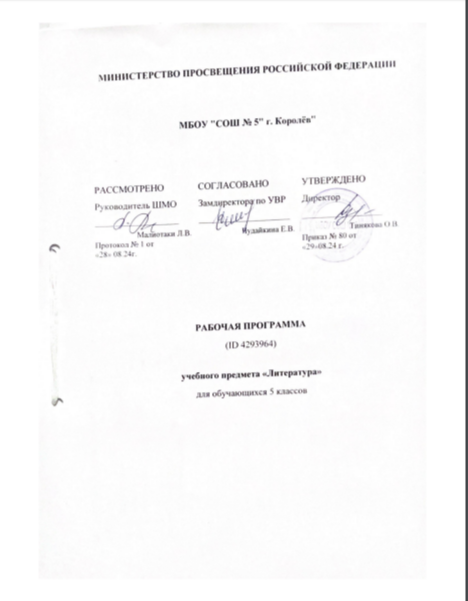 МИНИСТЕРСТВО ПРОСВЕЩЕНИЯ РОССИЙСКОЙ ФЕДЕРАЦИИ
МБОУ "СОШ № 5" г. Королёв"
РАССМОТРЕНО
Руководитель ШМО
Малиотаки Л.В.
Протокол № 1 от
«28» 08.24г.
СОГЛАСОВАНО
Замдиректора по УВР
Нудайкина Е.В.
УТВЕРЖДЕНО
Директор
О.В.
Приказ № 80 от
«29»08.24 г.
РАБОЧАЯ ПРОГРАММА
(ID 4293964)
учебного предмета «Литература»
для обучающихся 5 классов